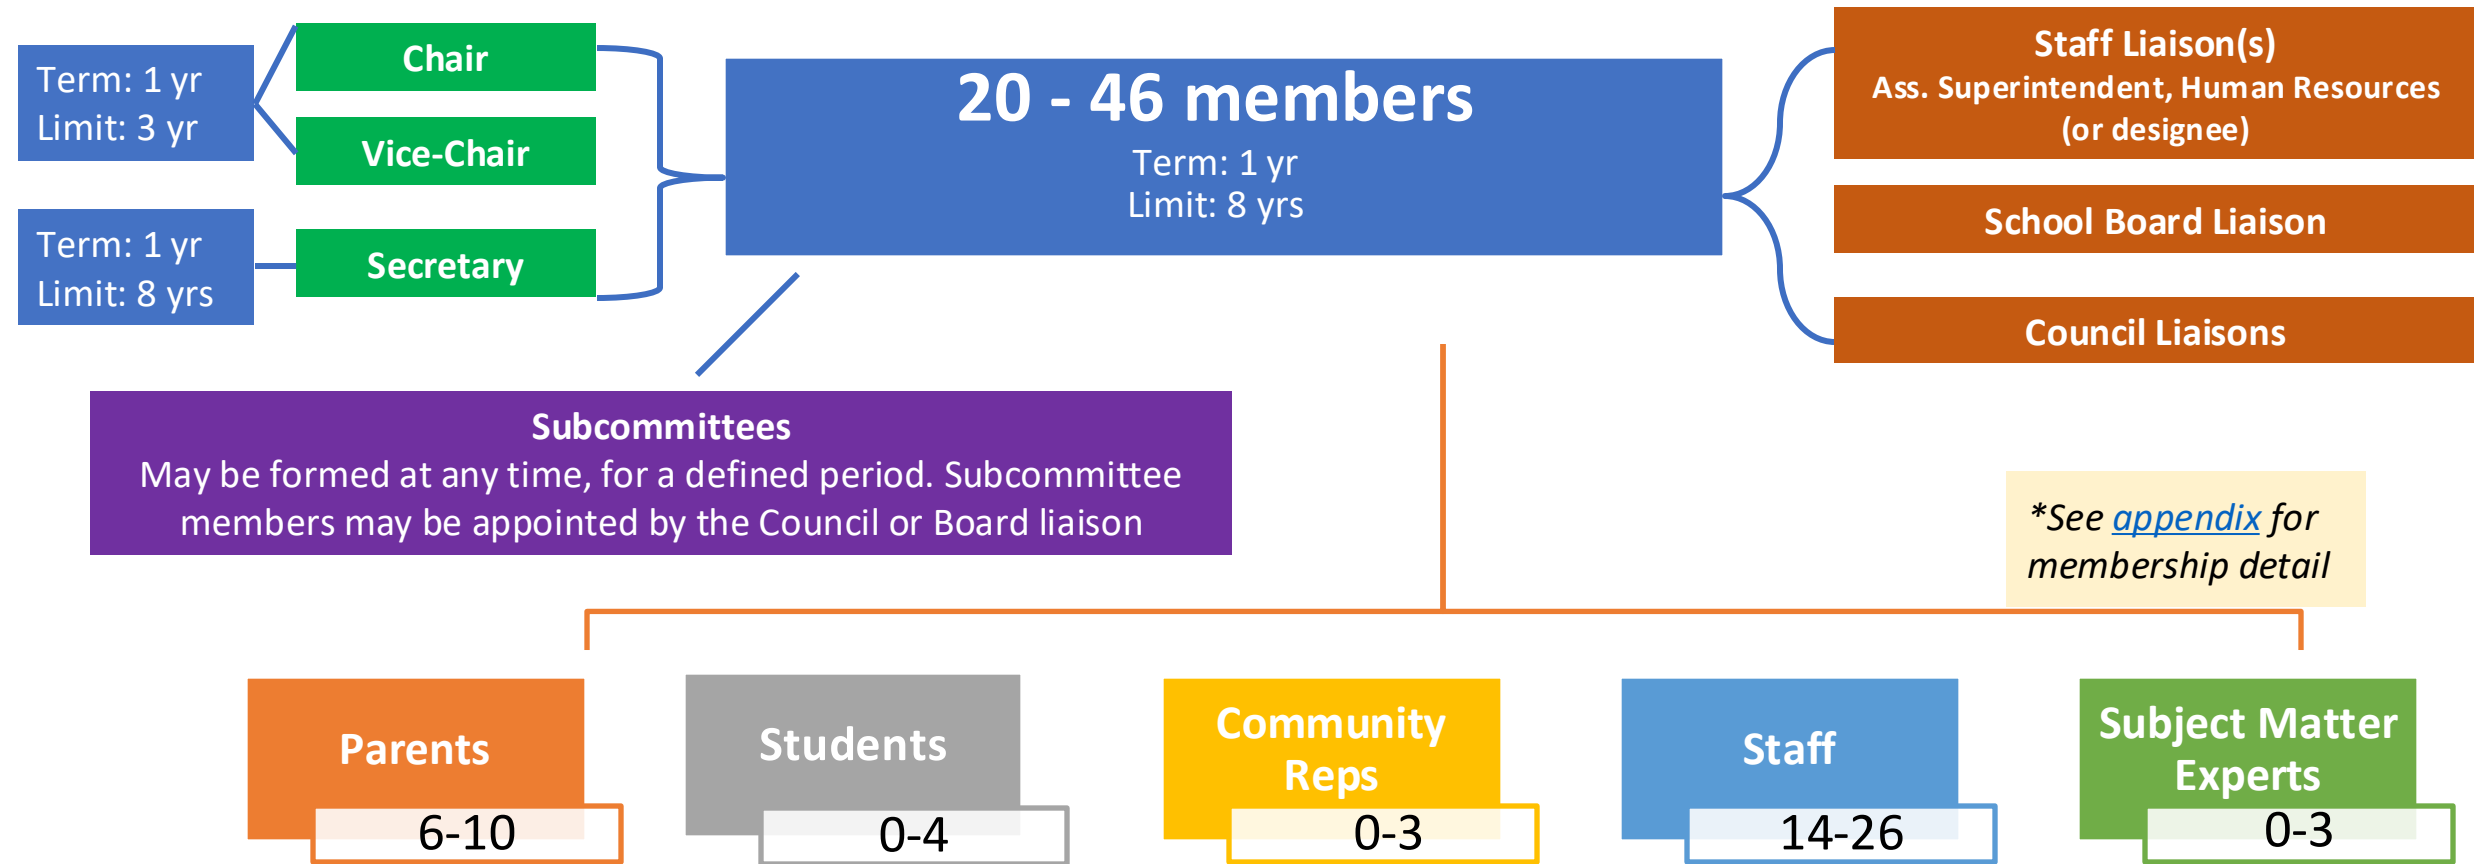 Term: 1 yr
Limit: 3 yr
Chair
Vice-Chair
Term: 1 yr
Limit: 8 yrs
Secretary
20 - 46 members
Term: 1 yr
Limit: 8 yrs
Staff Liaison(s)
Ass. Superintendent, Human Resources
(or designee)
School Board Liaison
Council Liaisons
Subcommittees
May be formed at any time, for a defined period. Subcommittee
members may be appointed by the Council or Board liaison
*See appendix for
membership detail
Parents
6-10
Students
0-4
Community
Reps
0-3
Staff
14-26
Subject Matter
Experts
0-3